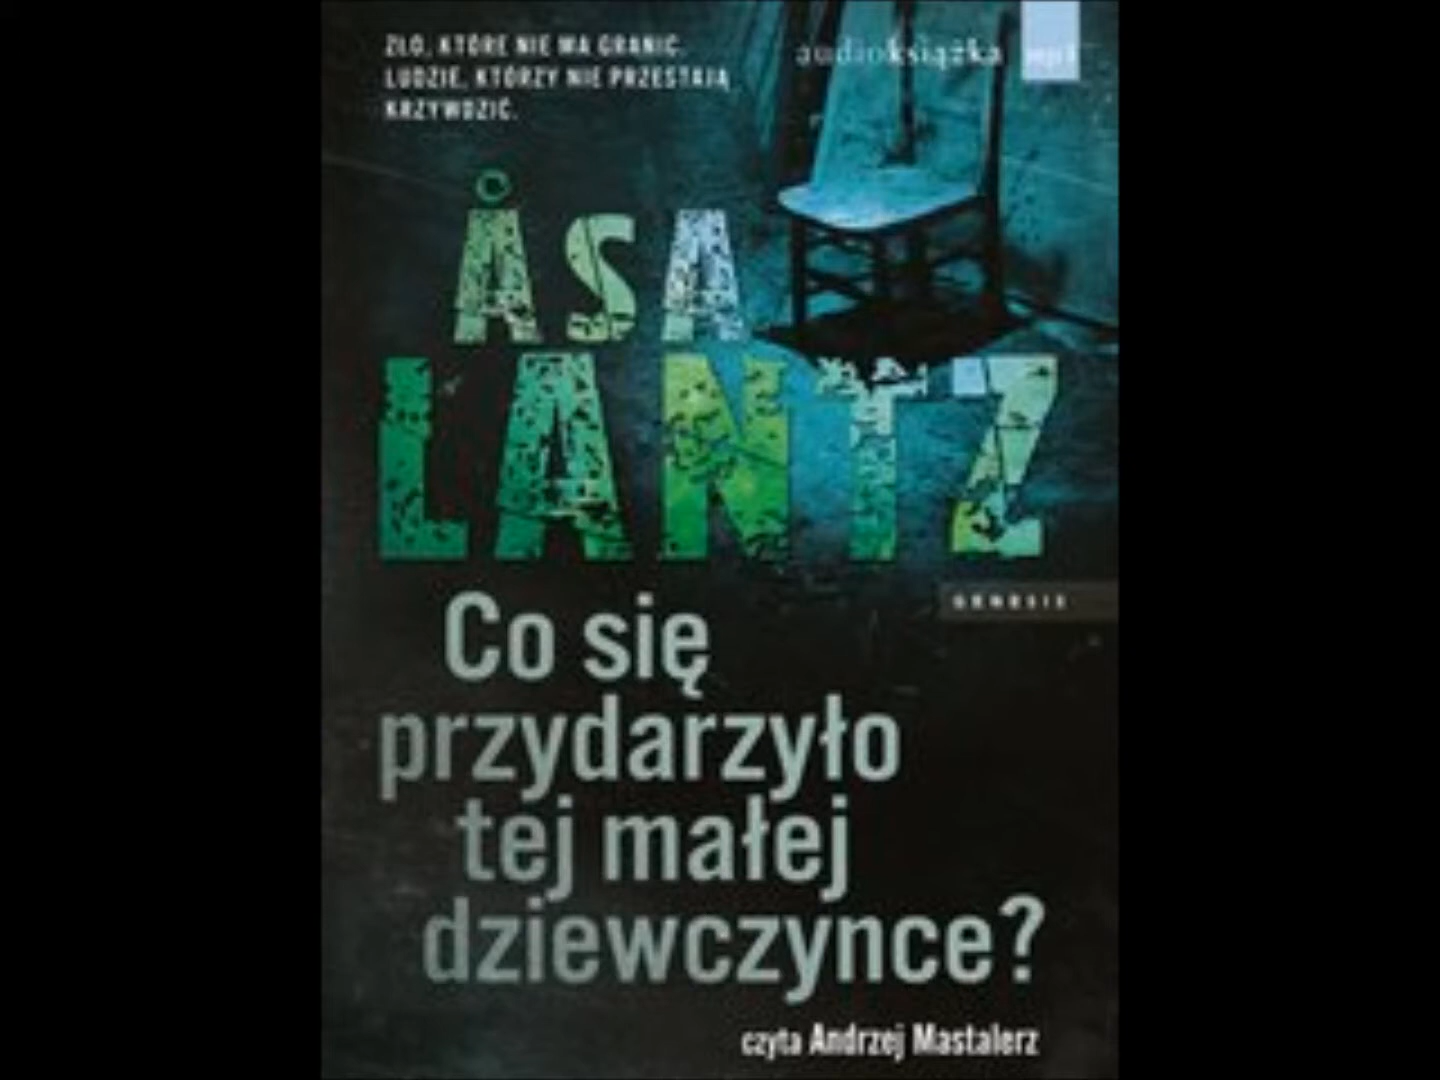 ZŁO, KTÓRE NIE MA GRANIC.
LUDZIE, KTÓRZY NIE PRZESTAJĄ
KRZYWDZIĆ.
audioksiążka mp3
ÅSA
LANTZ
GENESIS
Co się
przydarzyło
tej małej
dziewczynce?
czyta Andrzej Mastalerz